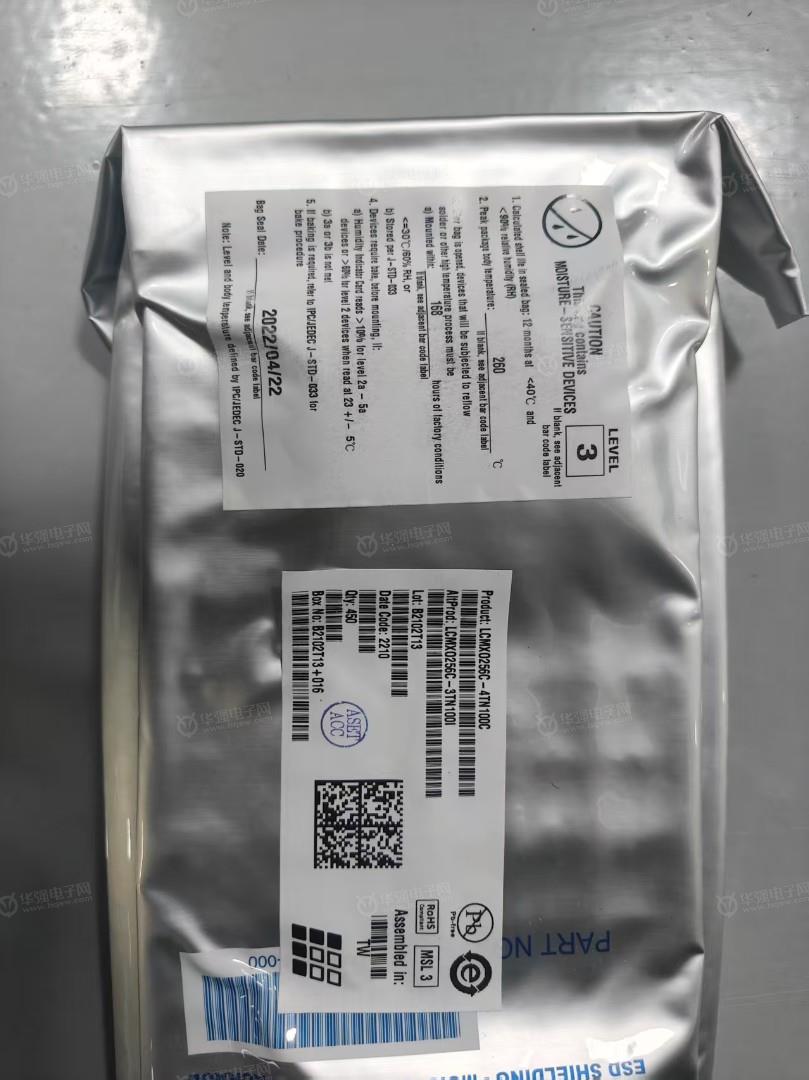 CAUTION
contains
MOISTURE-SENSITIVE DEVICES
LEVEL
3
If blank, see adjacent
bar code label
1. Calculated shelf life in sealed bag: 12 months at <40℃ and
<90% relative humidity (RH)
2. Peak package body temperature: 260 ℃
If blank, see adjacent bar code label
bag is opened, devices that will be subjected to reflow
solder or other high temperature process must be
a) Mounted within: 168 hours of factory conditions
If blank, see adjacent bar code label
<=30℃/60% RH, or
b) Stored per J-STD-033
4. Devices require bake, before mounting, if:
a) Humidity Indicator Card reads > 10% for level 2a - 5a
devices or >60% for level 2 devices when read at 23 +/- 5℃
b) 3a or 3b is not met
5. If baking is required, refer to IPC/JEDEC J-STD-033 for
bake procedure
Bag Seal Date: 2022/04/22
If blank, see adjacent bar code label
Note: Level and body temperature defined by IPC/JEDEC J-STD-020
Product: LCMXO256C-4TN100C
AltProd: LCMXO256C-3TN100I
Lot: B2102T13
Date Code: 2210
Qty: 450
Box No: B2102T13+016
ASET
ACC
Pb
Pb-free
e
RoHS
Compliant
MSL 3
Assembled in:
TW
PART NO
-000
ESD SHIELDING
华强电子网
www.hqew.com